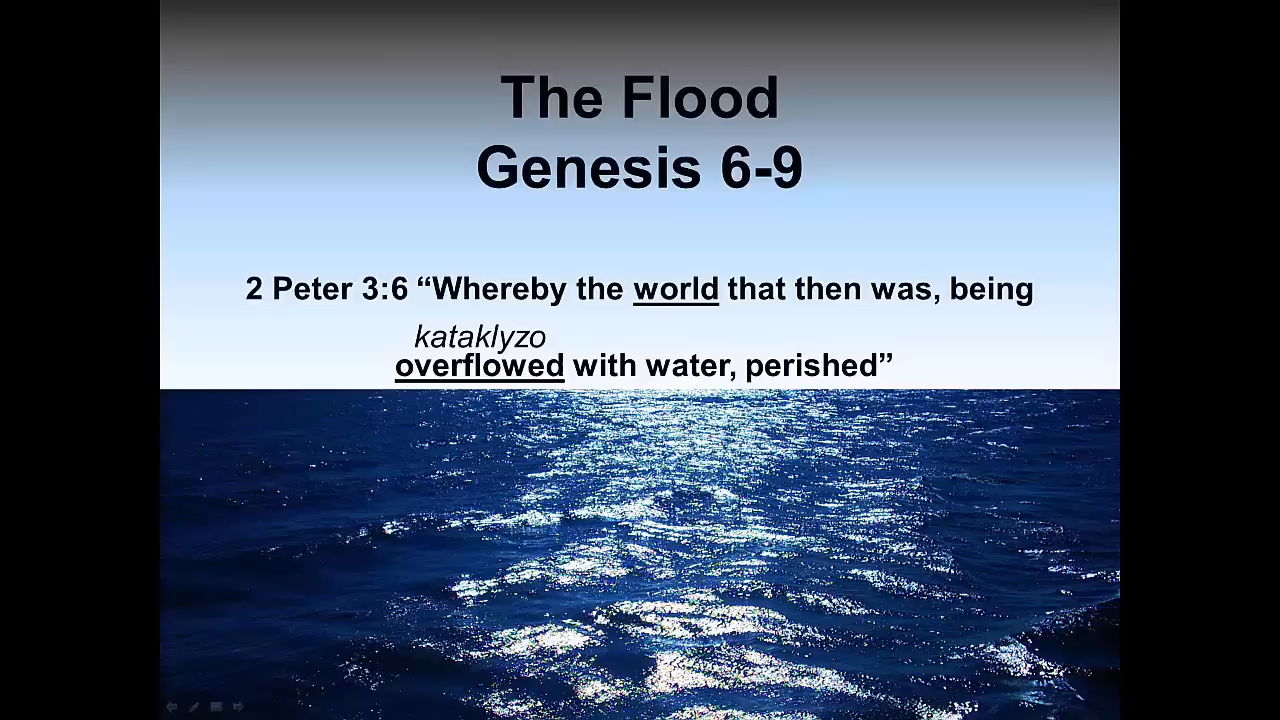 The Flood
Genesis 6-9
2 Peter 3:6 “Whereby the world that then was, being
kataklyzo
overflowed with water, perished”